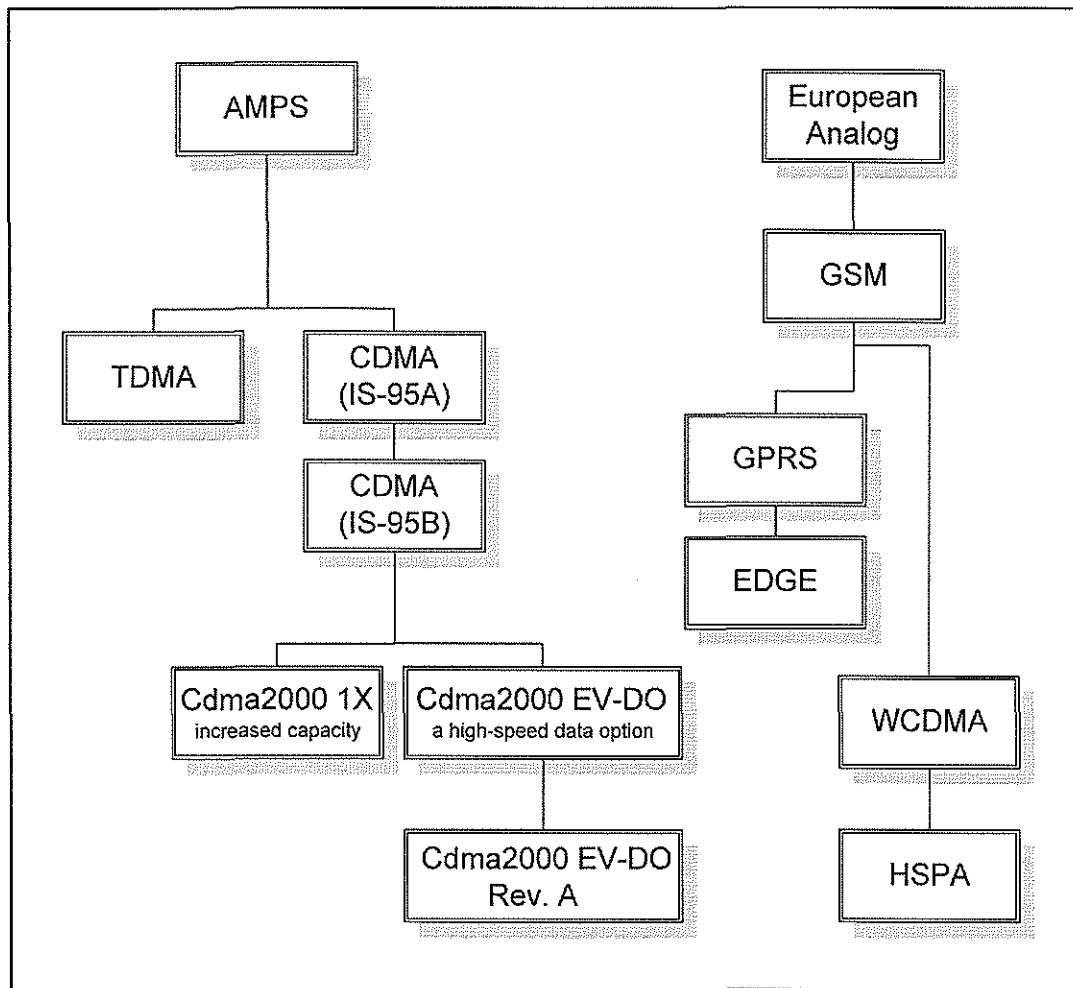 AMPS
European
Analog
GSM
TDMA
CDMA
(IS-95A)
GPRS
CDMA
(IS-95B)
EDGE
Cdma2000 1X
increased capacity
Cdma2000 EV-DO
a high-speed data option
WCDMA
Cdma2000 EV-DO
Rev. A
HSPA